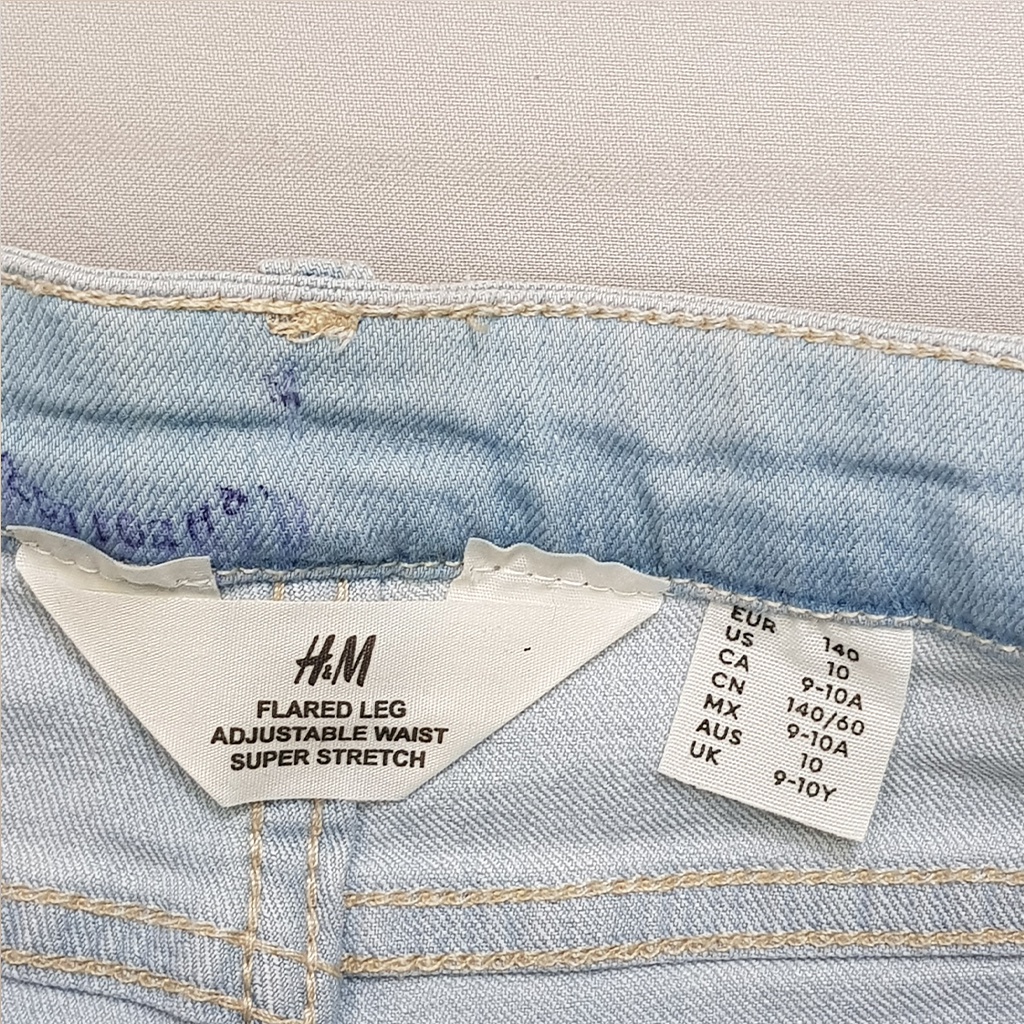 H&M
FLARED LEG
ADJUSTABLE WAIST
SUPER STRETCH
EUR 140
US 10
CA 9-10A
CN 140/60
MX 9-10A
AUS 10
UK 9-10Y